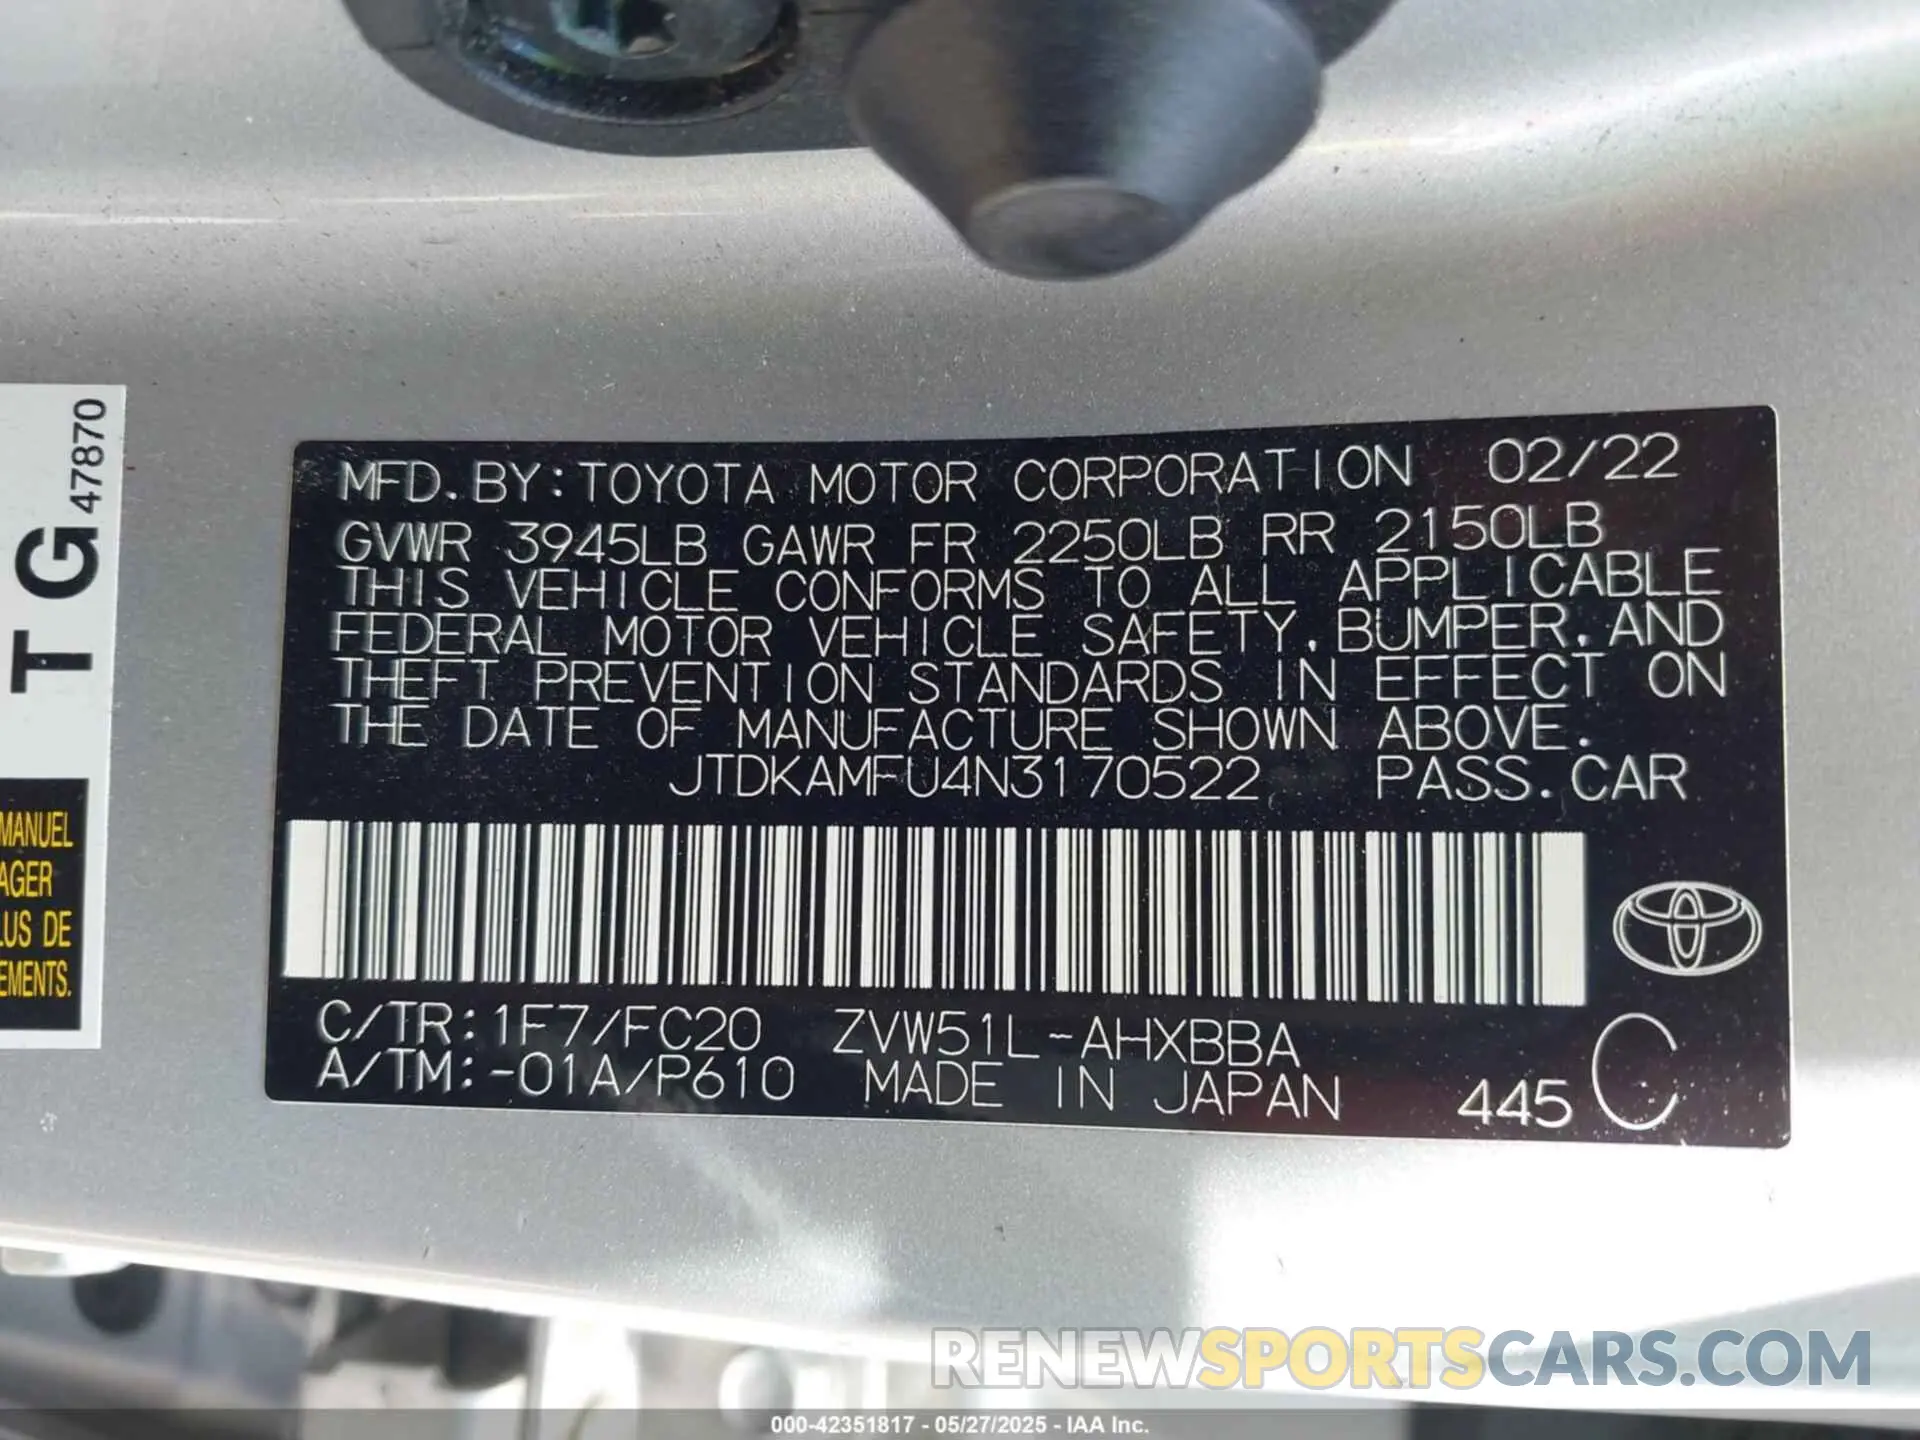 47870
T G
MANUEL
AGER
LUS DE
EMENTS.
MFD. BY: TOYOTA MOTOR CORPORATION 02/22
GVWR 3945LB GAWR FR 2250LB RR 2150LB
THIS VEHICLE CONFORMS TO ALL APPLICABLE
FEDERAL MOTOR VEHICLE SAFETY, BUMPER, AND
THEFT PREVENTION STANDARDS IN EFFECT ON
THE DATE OF MANUFACTURE SHOWN ABOVE.
JTDKAMFU4N3170522 PASS. CAR
C/TR: 1F7/FC20 ZVW51L-AHXBBA
A/TM: -01A/P610 MADE IN JAPAN 445 C
RENEWSPORTSCARS.COM
000-42351817 - 05/27/2025 - IAA Inc.